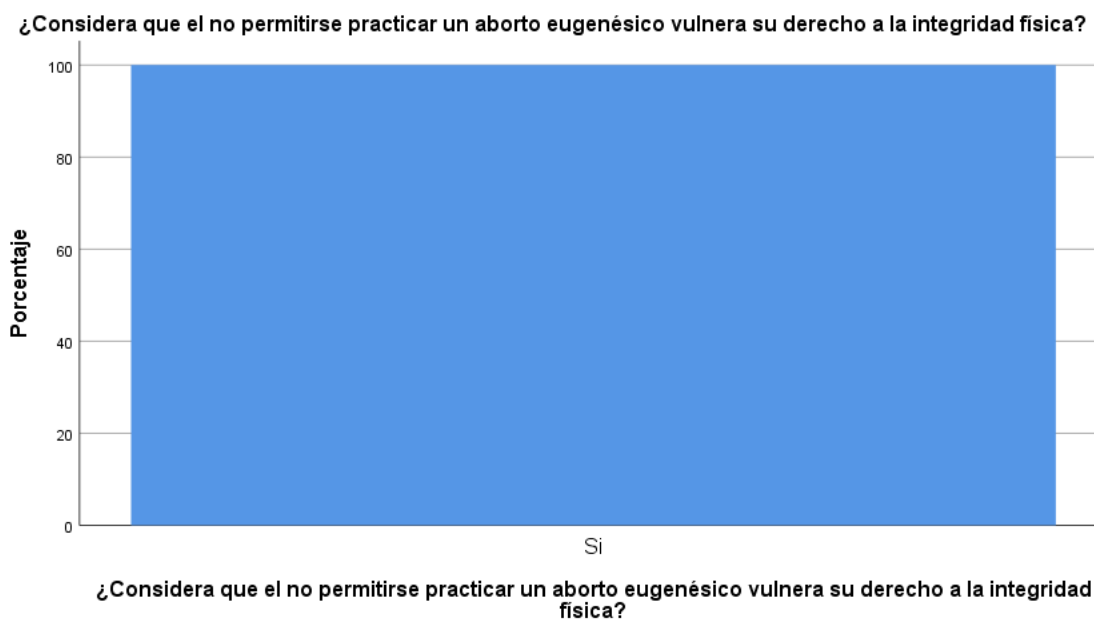 ¿Considera que el no permitirse practicar un aborto eugenésico vulnera su derecho a la integridad física?
100
80
60
40
20
0
Porcentaje
Si
¿Considera que el no permitirse practicar un aborto eugenésico vulnera su derecho a la integridad
física?